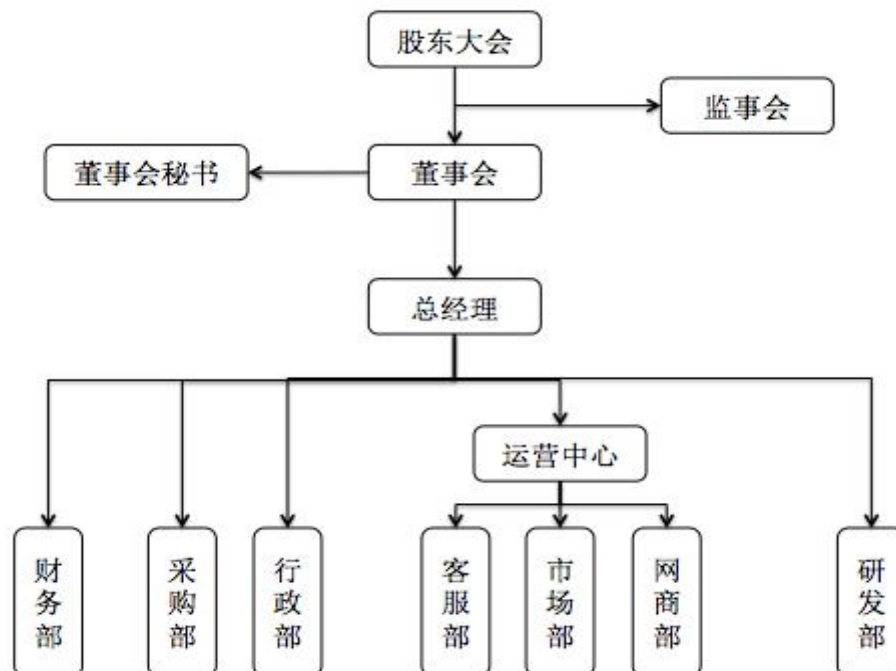 股东大会
监事会
董事会秘书
董事会
总经理
运营中心
财务部
采购部
行政部
客服部
市场部
网商部
研发部